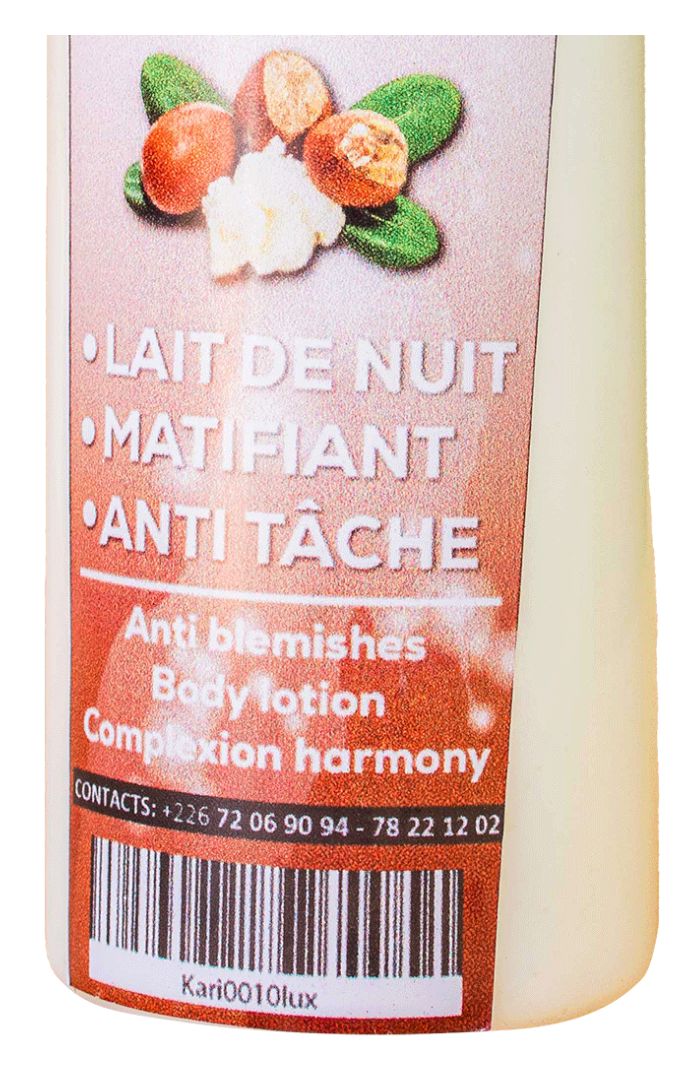 •LAIT DE NUIT
•MATIFIANT
•ANTI TÂCHE
Anti blemishes
Body lotion
Complexion harmony
CONTACTS: +226 72 06 90 94 - 78 22 12 02
Kari0010lux